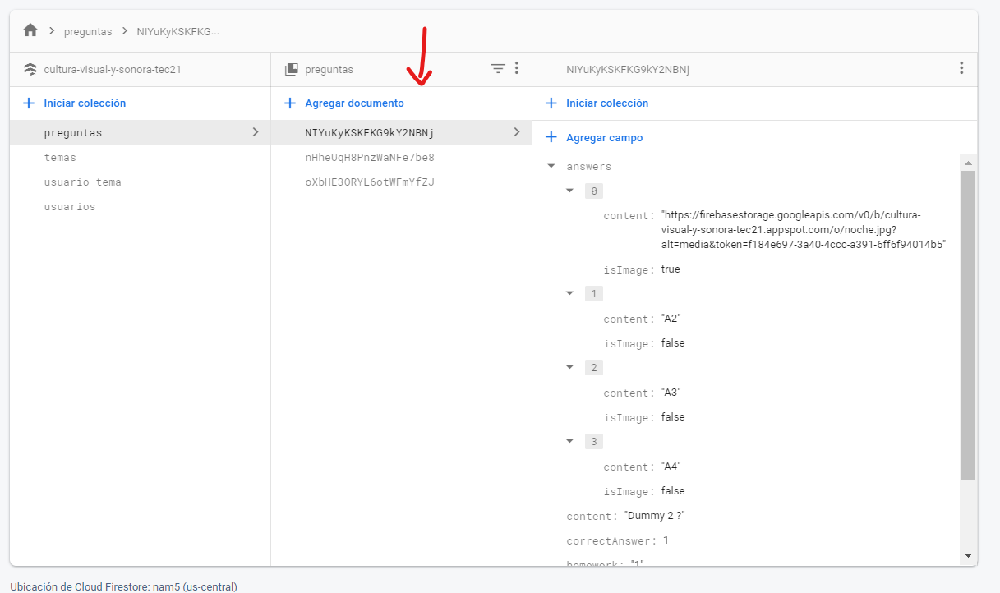 preguntas
NIYuKyKSKFKG...
cultura-visual-y-sonora-tec21
preguntas
NIYuKyKSKFKG9kY2NBNj
Iniciar colección
Agregar documento
Iniciar colección
preguntas
temas
usuario_tema
usuarios
NIYuKyKSKFKG9kY2NBNj
nHheUqH8PnzWaNFe7be8
oXbHE3ORYL6otWFmYfZJ
Agregar campo
answers
0
content: "https://firebasestorage.googleapis.com/v0/b/cultura-
visual-y-sonora-tec21.appspot.com/o/noche.jpg?
alt=media&token=f184e697-3a40-4ccc-a391-6ff6f94014b5"
isImage: true
1
content: "A2"
isImage: false
2
content: "A3"
isImage: false
3
content: "A4"
isImage: false
content: "Dummy 2 ?"
correctAnswer: 1
homework: "1"
Ubicación de Cloud Firestore: nam5 (us-central)